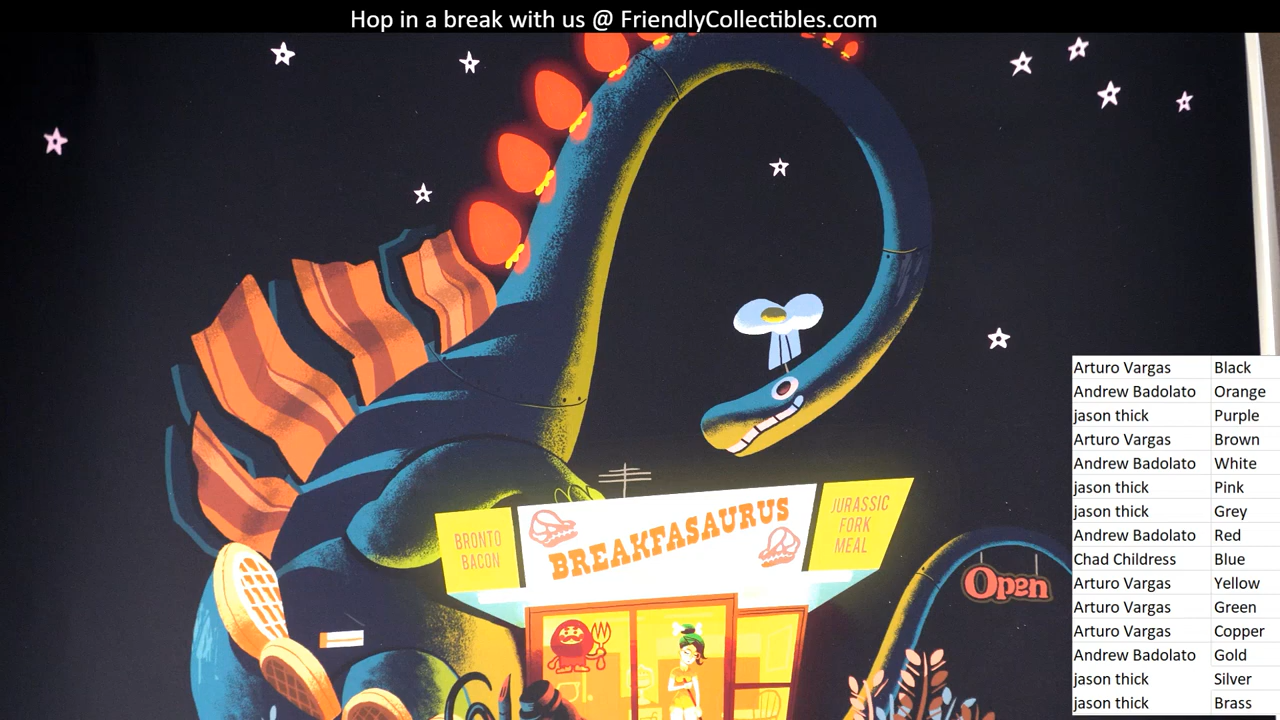 Hop in a break with us @ FriendlyCollectibles.com
BRONTO
BACON
BREAKFASAURUS
JURASSIC
FORK
MEAL
Open
Arturo Vargas Black
Andrew Badolato Orange
jason thick Purple
Arturo Vargas Brown
Andrew Badolato White
jason thick Pink
jason thick Grey
Andrew Badolato Red
Chad Childress Blue
Arturo Vargas Yellow
Arturo Vargas Green
Arturo Vargas Copper
Andrew Badolato Gold
jason thick Silver
jason thick Brass